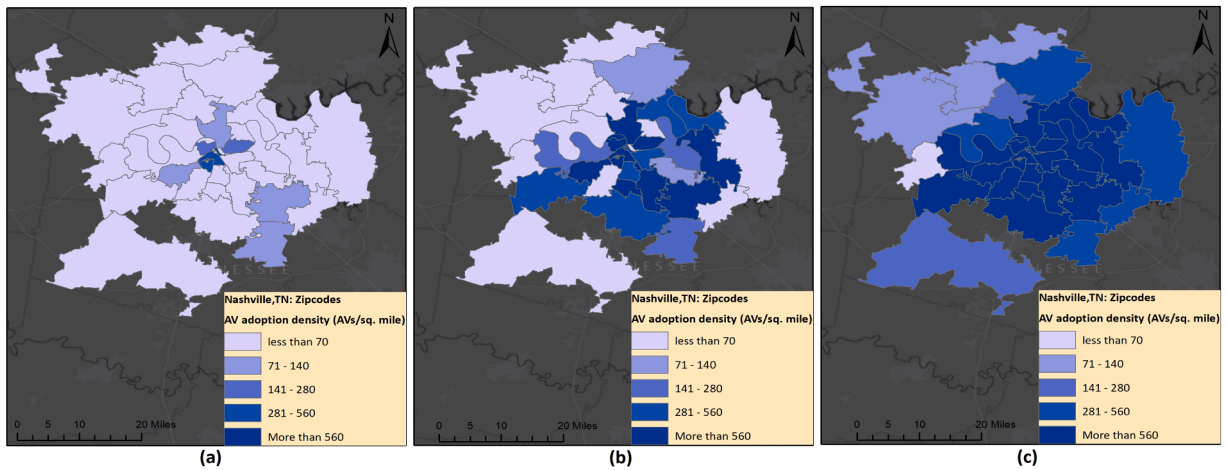 N
NESSEE
Nashville,TN: Zipcodes
AV adoption density (AVs/sq. mile)
less than 70
71 - 140
141 - 280
281 - 560
More than 560
0 5 10 20 Miles
(a)
N
NESSEE
Nashville,TN: Zipcodes
AV adoption density (AVs/sq. mile)
less than 70
71 - 140
141 - 280
281 - 560
More than 560
0 5 10 20 Miles
(b)
N
Nashville,TN: Zipcodes
AV adoption density (AVs/sq. mile)
less than 70
71 - 140
141 - 280
281 - 560
More than 560
0 5 10 20 Miles
(c)